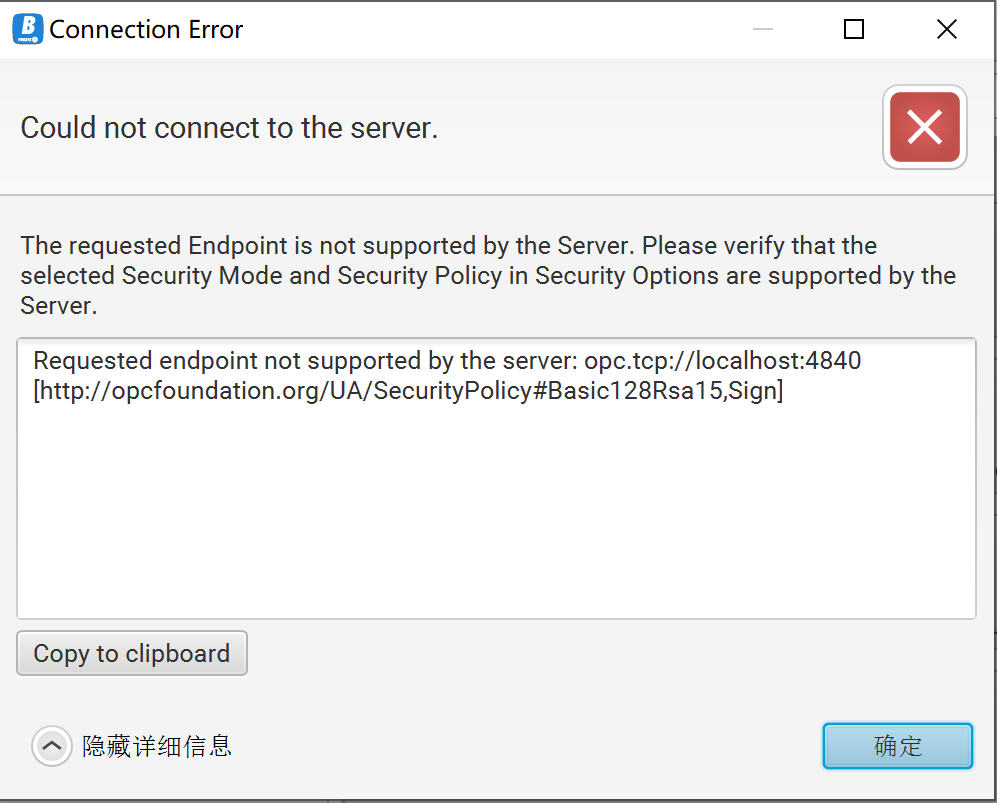 Connection Error
Could not connect to the server.
The requested Endpoint is not supported by the Server. Please verify that the
selected Security Mode and Security Policy in Security Options are supported by the
Server.
Requested endpoint not supported by the server: opc.tcp://localhost:4840
[http://opcfoundation.org/UA/SecurityPolicy#Basic128Rsa15,Sign]
Copy to clipboard
隐藏详细信息
确定